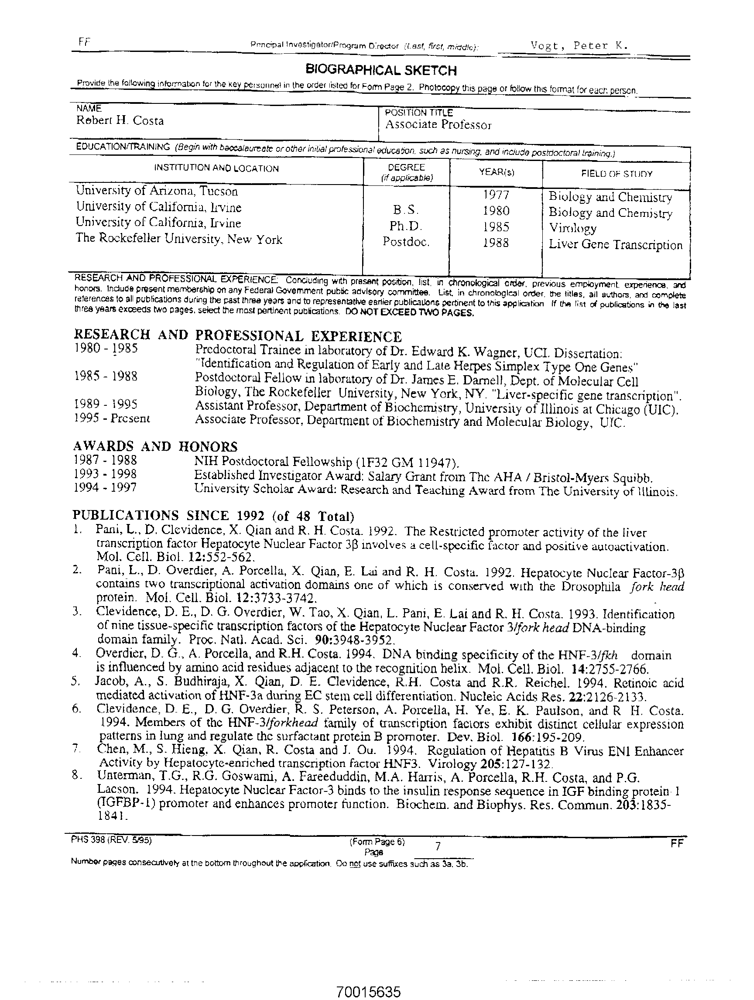 FF Principal Investigator/Program Director (Last, first, middle): Vogt, Peter K.
BIOGRAPHICAL SKETCH
Provide the following information for the key personnel in the order listed for Form Page 2. Photocopy this page or follow this format for each person.
NAME
Robert H. Costa
POSITION TITLE
Associate Professor
EDUCATION/TRAINING (Begin with baccalaureate or other initial professional education, such as nursing, and include postdoctoral training.)
INSTITUTION AND LOCATION DEGREE (if applicable) YEAR(s) FIELD OF STUDY
University of Arizona, Tucson 1977 Biology and Chemistry
University of California, Irvine B.S. 1980 Biology and Chemistry
University of California, Irvine Ph.D. 1985 Virology
The Rockefeller University, New York Postdoc. 1988 Liver Gene Transcription
RESEARCH AND PROFESSIONAL EXPERIENCE: Concluding with present position, list, in chronological order, previous employment, experience, and
honors. Include present membership on any Federal Government public advisory committee. List, in chronological order, the titles, all authors, and complete
references to all publications during the past three years and to representative earlier publications pertinent to this application. If the list of publications in the last
three years exceeds two pages, select the most pertinent publications. DO NOT EXCEED TWO PAGES.
RESEARCH AND PROFESSIONAL EXPERIENCE
1980 - 1985 Predoctoral Trainee in laboratory of Dr. Edward K. Wagner, UCI. Dissertation:
"Identification and Regulation of Early and Late Herpes Simplex Type One Genes"
1985 - 1988 Postdoctoral Fellow in laboratory of Dr. James E. Darnell, Dept. of Molecular Cell
Biology, The Rockefeller University, New York, NY. "Liver-specific gene transcription".
1989 - 1995 Assistant Professor, Department of Biochemistry, University of Illinois at Chicago (UIC).
1995 - Present Associate Professor, Department of Biochemistry and Molecular Biology, UIC.
AWARDS AND HONORS
1987 - 1988 NIH Postdoctoral Fellowship (1F32 GM 11947).
1993 - 1998 Established Investigator Award: Salary Grant from The AHA / Bristol-Myers Squibb.
1994 - 1997 University Scholar Award: Research and Teaching Award from The University of Illinois.
PUBLICATIONS SINCE 1992 (of 48 Total)
1. Pani, L., D. Clevidence, X. Qian and R. H. Costa. 1992. The Restricted promoter activity of the liver
transcription factor Hepatocyte Nuclear Factor 3β involves a cell-specific factor and positive autoactivation.
Mol. Cell. Biol. 12:552-562.
2. Pani, L., D. Overdier, A. Porcella, X. Qian, E. Lai and R. H. Costa. 1992. Hepatocyte Nuclear Factor-3β
contains two transcriptional activation domains one of which is conserved with the Drosophila fork head
protein. Mol. Cell. Biol. 12:3733-3742.
3. Clevidence, D. E., D. G. Overdier, W. Tao, X. Qian, L. Pani, E. Lai and R. H. Costa. 1993. Identification
of nine tissue-specific transcription factors of the Hepatocyte Nuclear Factor 3/fork head DNA-binding
domain family. Proc. Natl. Acad. Sci. 90:3948-3952.
4. Overdier, D. G., A. Porcella, and R.H. Costa. 1994. DNA binding specificity of the HNF-3/fkh domain
is influenced by amino acid residues adjacent to the recognition helix. Mol. Cell. Biol. 14:2755-2766.
5. Jacob, A., S. Budhiraja, X. Qian, D. E. Clevidence, R.H. Costa and R.R. Reichel. 1994. Retinoic acid
mediated activation of HNF-3a during EC stem cell differentiation. Nucleic Acids Res. 22:2126-2133.
6. Clevidence, D. E., D. G. Overdier, R. S. Peterson, A. Porcella, H. Ye, E. K. Paulson, and R H. Costa.
1994. Members of the HNF-3/forkhead family of transcription factors exhibit distinct cellular expression
patterns in lung and regulate the surfactant protein B promoter. Dev. Biol. 166:195-209.
7. Chen, M., S. Hieng, X. Qian, R. Costa and J. Ou. 1994. Regulation of Hepatitis B Virus ENI Enhancer
Activity by Hepatocyte-enriched transcription factor HNF3. Virology 205:127-132.
8. Unterman, T.G., R.G. Goswami, A. Fareeduddin, M.A. Harris, A. Porcella, R.H. Costa, and P.G.
Lacson. 1994. Hepatocyte Nuclear Factor-3 binds to the insulin response sequence in IGF binding protein-1
(IGFBP-1) promoter and enhances promoter function. Biochem. and Biophys. Res. Commun. 203:1835-
1841.
PHS 398 (REV. 5/95) (Form Page 6) FF
Page 7
Number pages consecutively at the bottom throughout the application. Do not use suffixes such as 3a, 3b.
70015635